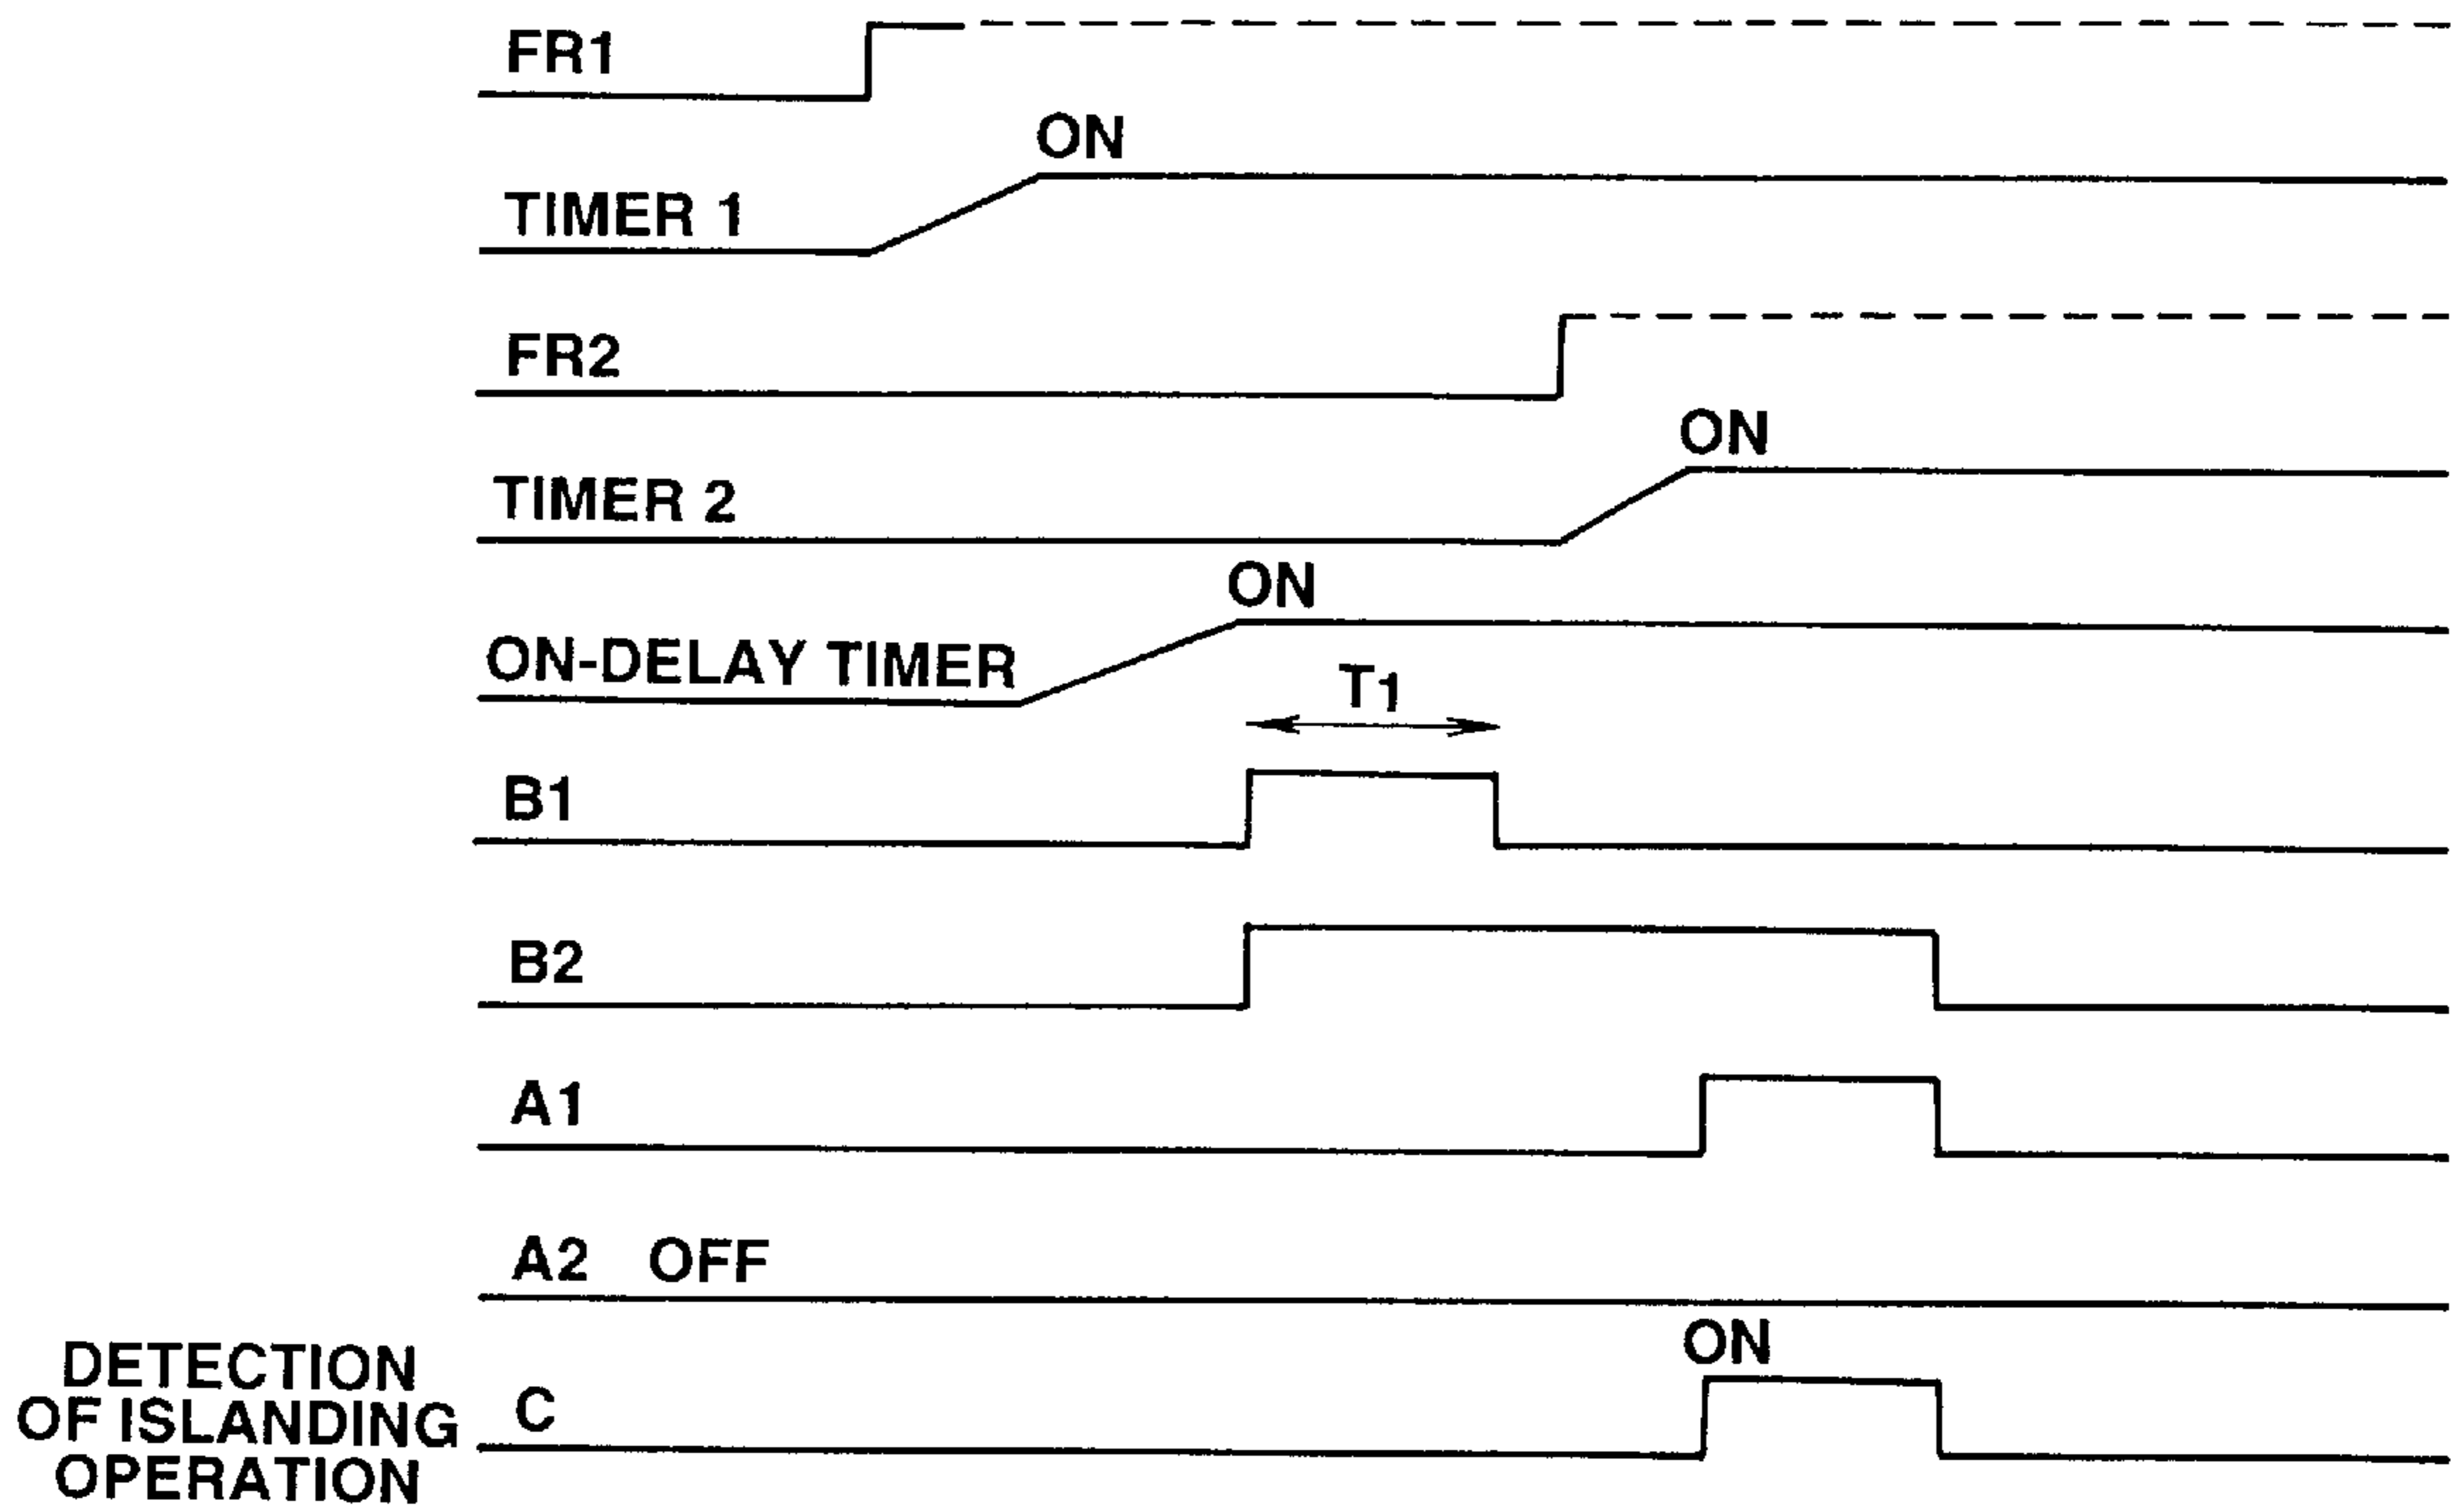 FR1
ON
TIMER 1
FR2
ON
TIMER 2
ON
ON-DELAY TIMER
T1
B1
B2
A1
A2 OFF
ON
DETECTION
OF ISLANDING
OPERATION
C